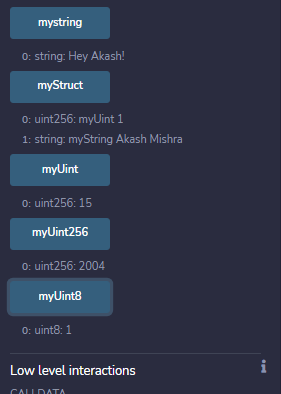 mystring
0: string: Hey Akash!
myStruct
0: uint256: myUint 1
1: string: myString Akash Mishra
myUint
0: uint256: 15
myUint256
0: uint256: 2004
myUint8
0: uint8: 1
Low level interactions
i
CALLDATA